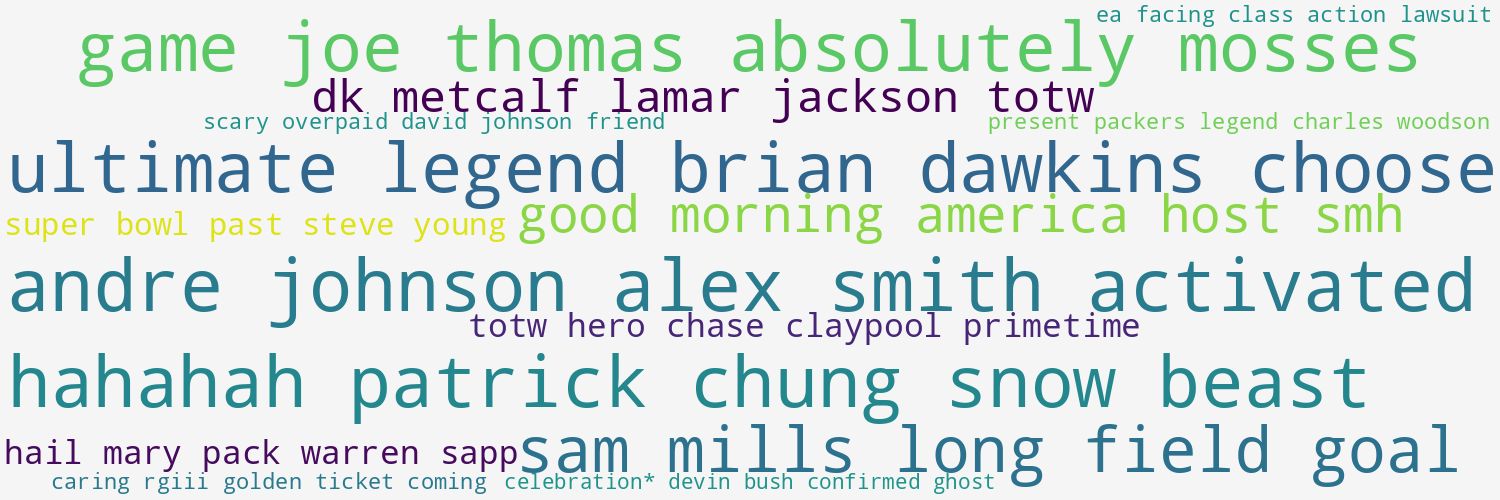 ea facing class action lawsuit
game joe thomas absolutely mosses
dk metcalf lamar jackson totw
scary overpaid david johnson friend
present packers legend charles woodson
ultimate legend brian dawkins choose
super bowl past steve young
good morning america host smh
andre johnson alex smith activated
totw hero chase claypool primetime
hahahah patrick chung snow beast
hail mary pack warren sapp
sam mills long field goal
caring rgiii golden ticket coming
celebration* devin bush confirmed ghost